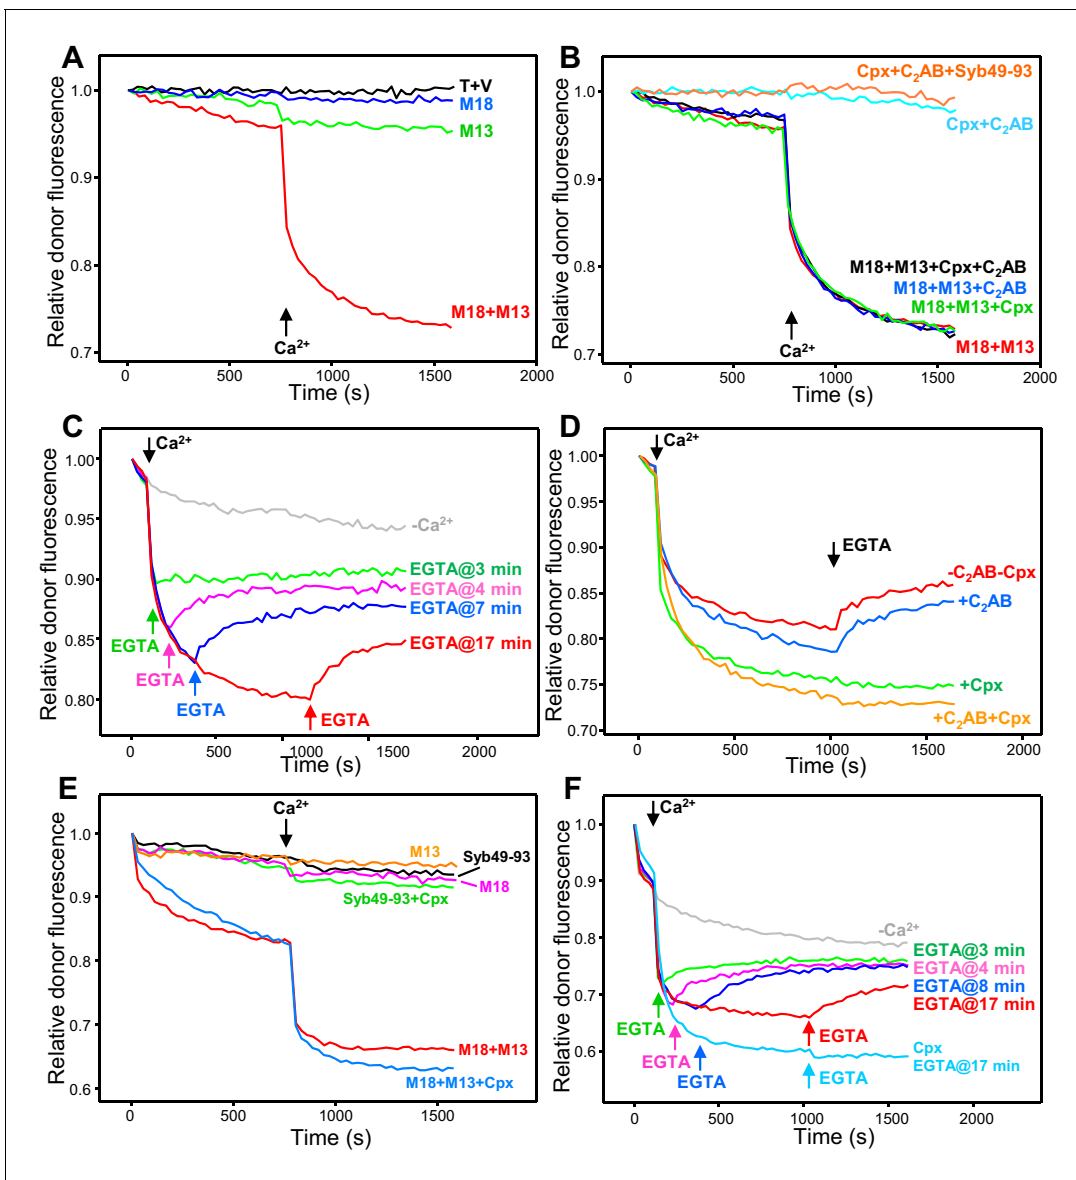 A
Relative donor fluorescence
1.0
0.9
0.8
0.7
T+V
M18
M13
M18+M13
Ca²⁺
0
500
1000
1500
2000
Time (s)
B
Relative donor fluorescence
1.0
0.9
0.8
0.7
Cpx+C₂AB+Syb49-93
Cpx+C₂AB
M18+M13+Cpx+C₂AB
M18+M13+C₂AB
M18+M13+Cpx
M18+M13
Ca²⁺
0
500
1000
1500
2000
Time (s)
C
Relative donor fluorescence
1.00
0.95
0.90
0.85
0.80
Ca²⁺
-Ca²⁺
EGTA@3 min
EGTA@4 min
EGTA@7 min
EGTA@17 min
EGTA
EGTA
EGTA
EGTA
0
500
1000
1500
2000
Time (s)
D
Relative donor fluorescence
1.00
0.95
0.90
0.85
0.80
0.75
0.70
Ca²⁺
EGTA
-C₂AB-Cpx
+C₂AB
+Cpx
+C₂AB+Cpx
0
500
1000
1500
2000
Time (s)
E
Relative donor fluorescence
1.0
0.9
0.8
0.7
0.6
Ca²⁺
M13
Syb49-93
M18
Syb49-93+Cpx
M18+M13
M18+M13+Cpx
0
500
1000
1500
Time (s)
F
Relative donor fluorescence
1.0
0.9
0.8
0.7
0.6
Ca²⁺
-Ca²⁺
EGTA@3 min
EGTA@4 min
EGTA@8 min
EGTA@17 min
EGTA
EGTA
EGTA
EGTA
EGTA
Cpx
EGTA@17 min
0
500
1000
1500
2000
Time (s)